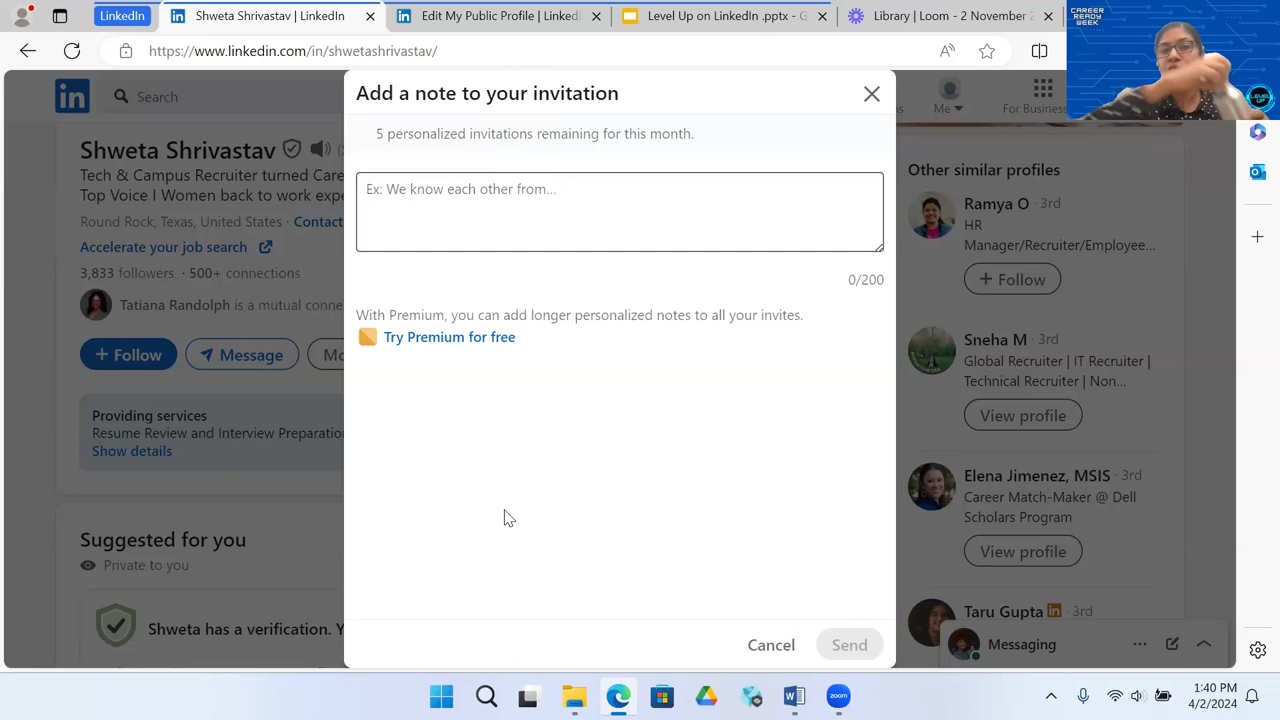 Shweta Srivastav | LinkedIn
Edit My Public Profile | LinkedI
Level Up on LinkedIn .pptx - G
Library | Loom - 2 November 2
CAREER
READY
WEEK
LEVEL
UP
https://www.linkedin.com/in/shwetashrivastav/
in
Search
Me
For Business
Add a note to your invitation
5 personalized invitations remaining for this month.
Ex: We know each other from...
0/200
With Premium, you can add longer personalized notes to all your invites.
Try Premium for free
Cancel
Send
Shweta Shrivastav
Tech & Campus Recruiter turned Care
Top Voice I Women back to work expe
Round Rock, Texas, United States · Contact
Accelerate your job search
3,833 followers · 500+ connections
Tatiana Randolph is a mutual conne
+ Follow
Message
Mo
Providing services
Resume Review and Interview Preparation
Show details
Suggested for you
Private to you
Shweta has a verification. Y
Other similar profiles
Ramya O · 3rd
HR
Manager/Recruiter/Employee...
+ Follow
Sneha M · 3rd
Global Recruiter | IT Recruiter |
Technical Recruiter | Non...
View profile
Elena Jimenez, MSIS · 3rd
Career Match-Maker @ Dell
Scholars Program
View profile
Taru Gupta in · 3rd
Messaging
zoom
1:40 PM
4/2/2024